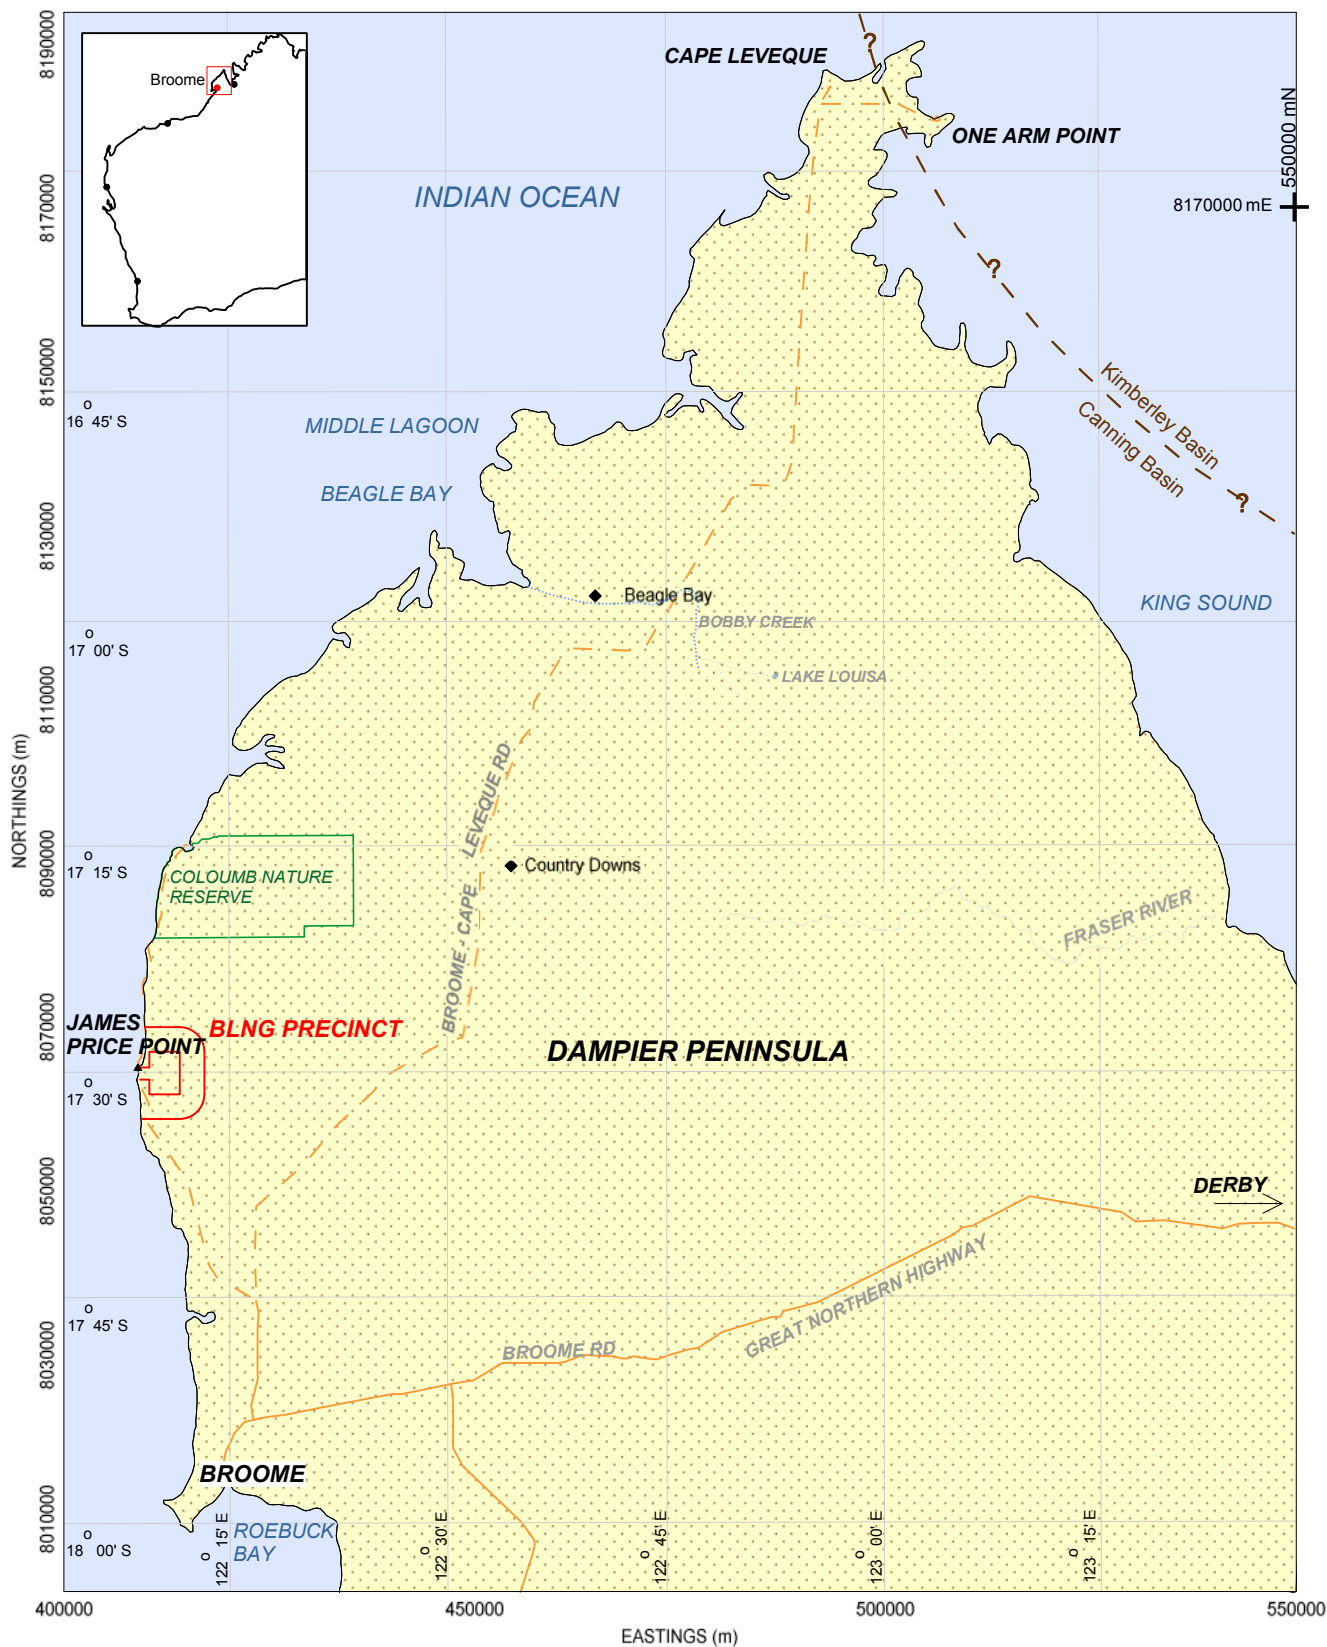 8190000
8170000
8150000
8130000
8110000
8090000
8070000
8050000
8030000
8010000
NORTHINGS (m)
Broome
CAPE LEVEQUE
?
ONE ARM POINT
550000 mN
8170000 mE
INDIAN OCEAN
?
Kimberley Basin
Canning Basin
?
o
16 45' S
MIDDLE LAGOON
BEAGLE BAY
Beagle Bay
KING SOUND
BOBBY CREEK
o
17 00' S
LAKE LOUISA
BROOME - CAPE LEVEQUE RD
o
17 15' S
Country Downs
COLOUMB NATURE
RESERVE
FRASER RIVER
JAMES
PRICE POINT
BLNG PRECINCT
DAMPIER PENINSULA
o
17 30' S
DERBY
GREAT NORTHERN HIGHWAY
BROOME RD
o
17 45' S
BROOME
ROEBUCK
BAY
o
18 00' S
o
122 15' E
o
122 30' E
o
122 45' E
o
123 00' E
o
123 15' E
400000
450000
500000
550000
EASTINGS (m)